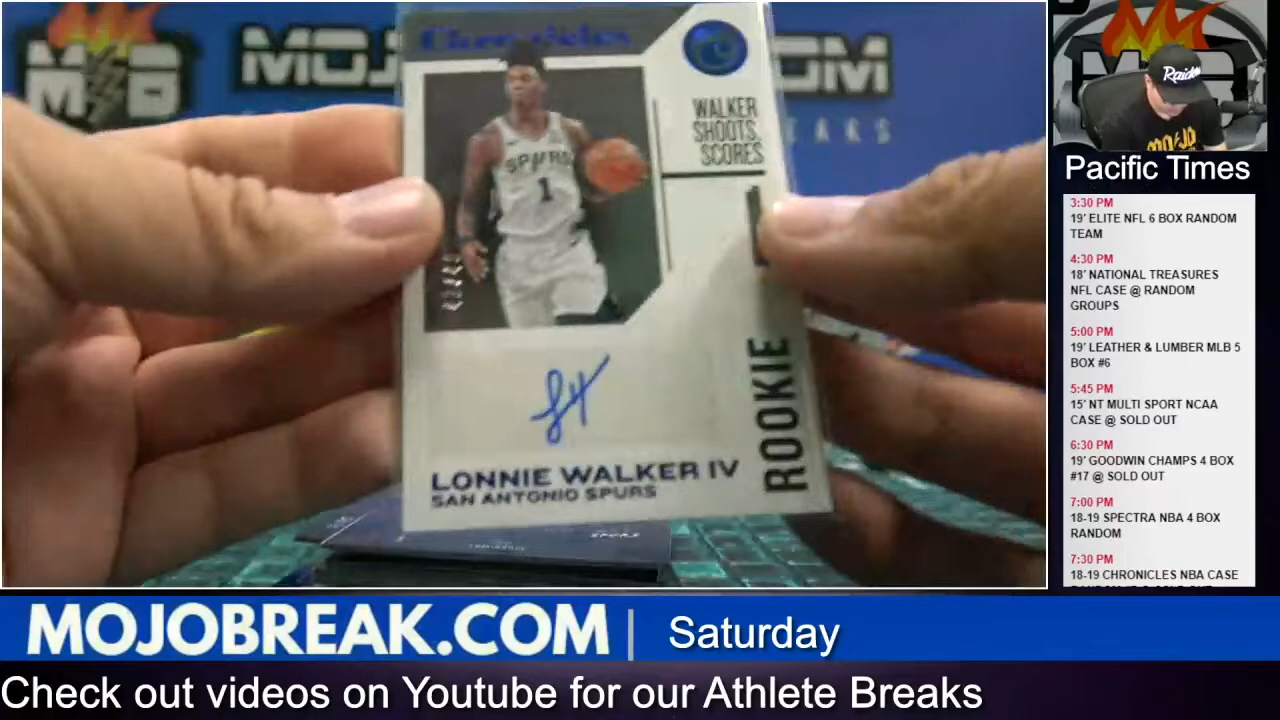 Chronicles
WALKER
SHOOTS,
SCORES
SPURS
1
ROOKIE
LONNIE WALKER IV
SAN ANTONIO SPURS
SPURS
Raiders
MOJO
Pacific Times
3:30 PM
19' ELITE NFL 6 BOX RANDOM
TEAM
4:30 PM
18' NATIONAL TREASURES
NFL CASE @ RANDOM
GROUPS
5:00 PM
19' LEATHER & LUMBER MLB 5
BOX #6
5:45 PM
15' NT MULTI SPORT NCAA
CASE @ SOLD OUT
6:30 PM
19' GOODWIN CHAMPS 4 BOX
#17 @ SOLD OUT
7:00 PM
18-19 SPECTRA NBA 4 BOX
RANDOM
7:30 PM
18-19 CHRONICLES NBA CASE
MOJOBREAK.COM | Saturday
Check out videos on Youtube for our Athlete Breaks